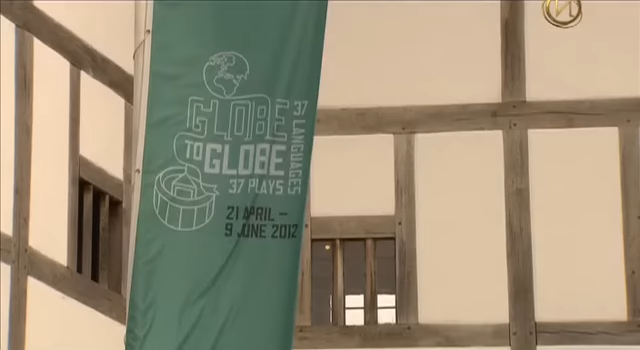 GLOBE
TO GLOBE
37 PLAYS
37 LANGUAGES
21 APRIL –
9 JUNE 2012